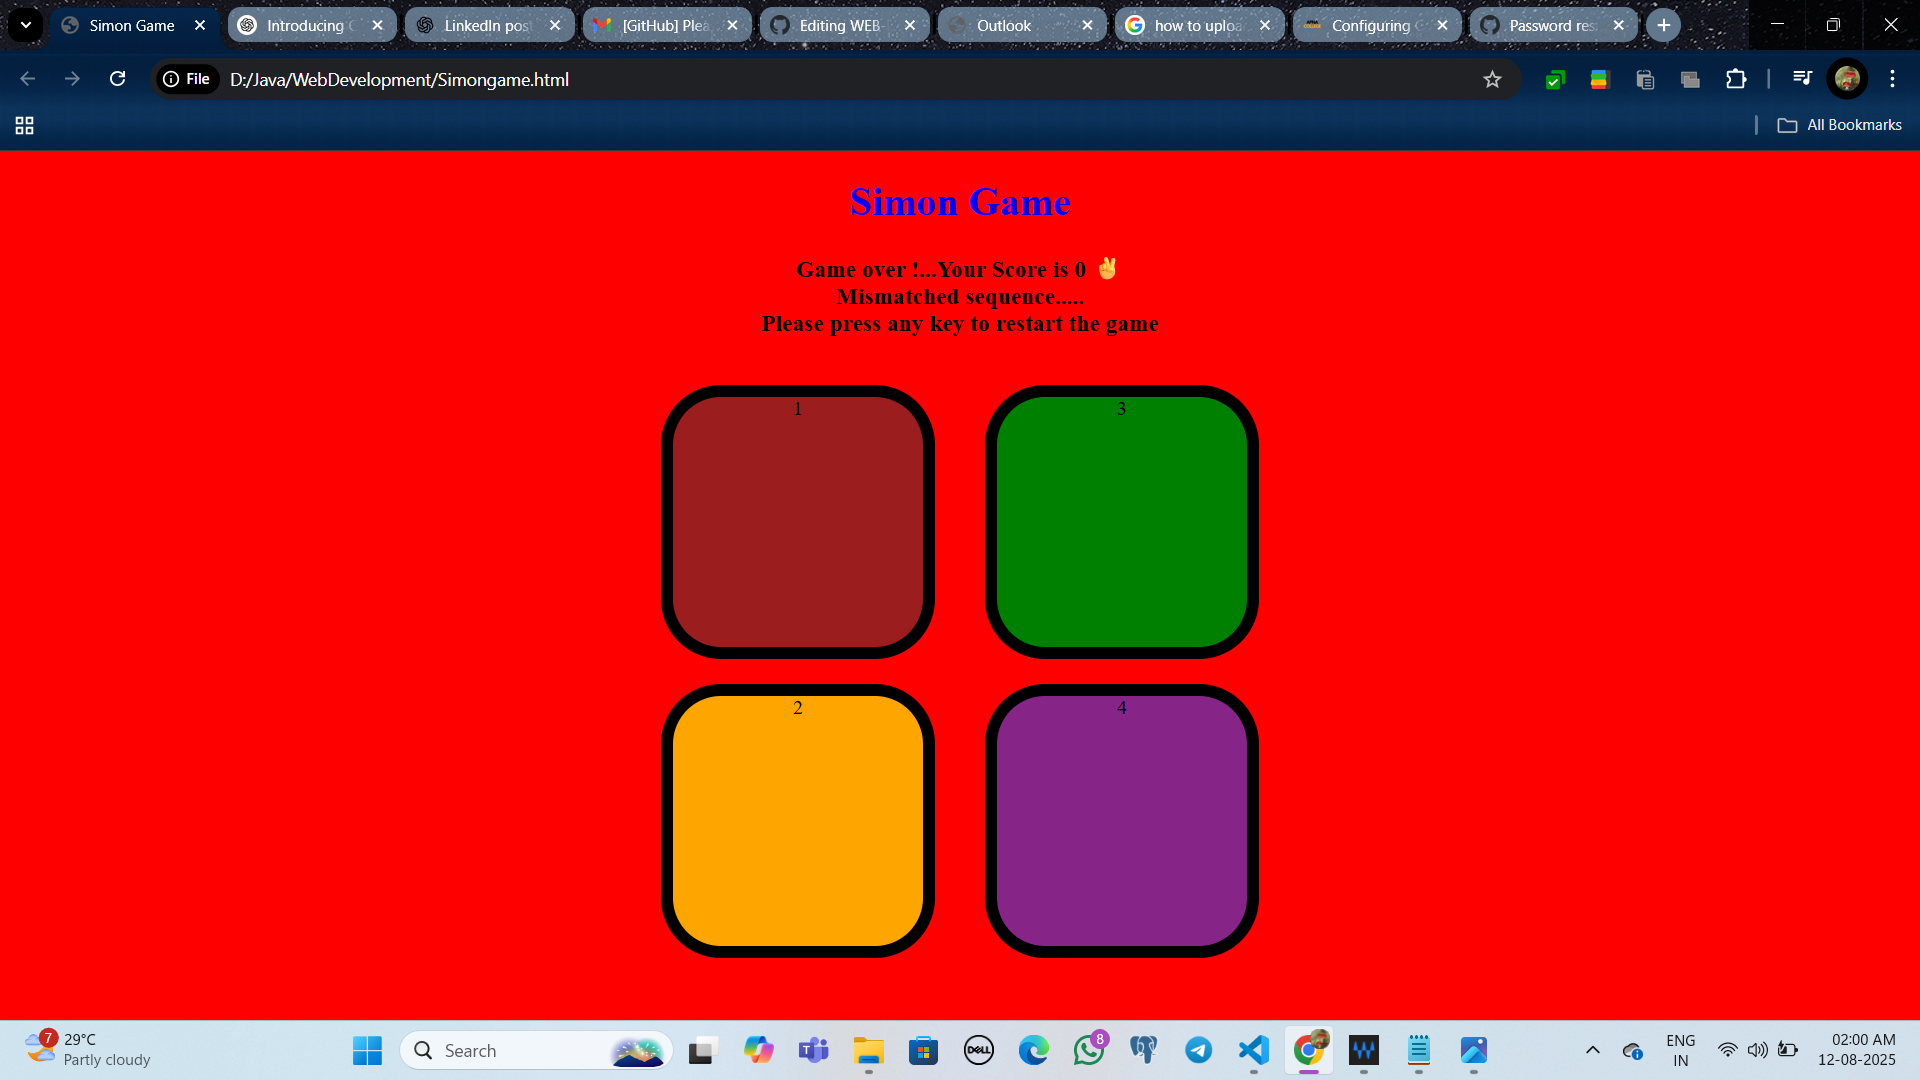 Simon Game
Introducing
LinkedIn pos
[GitHub] Plea
Editing WEB-
Outlook
how to uploa
Configuring
Password res
File
D:/Java/WebDevelopment/Simongame.html
All Bookmarks
Simon Game
Game over !...Your Score is 0 ✌
Mismatched sequence.....
Please press any key to restart the game
1
3
2
4
7
29°C
Partly cloudy
Search
DELL
8
ENG
IN
02:00 AM
12-08-2025